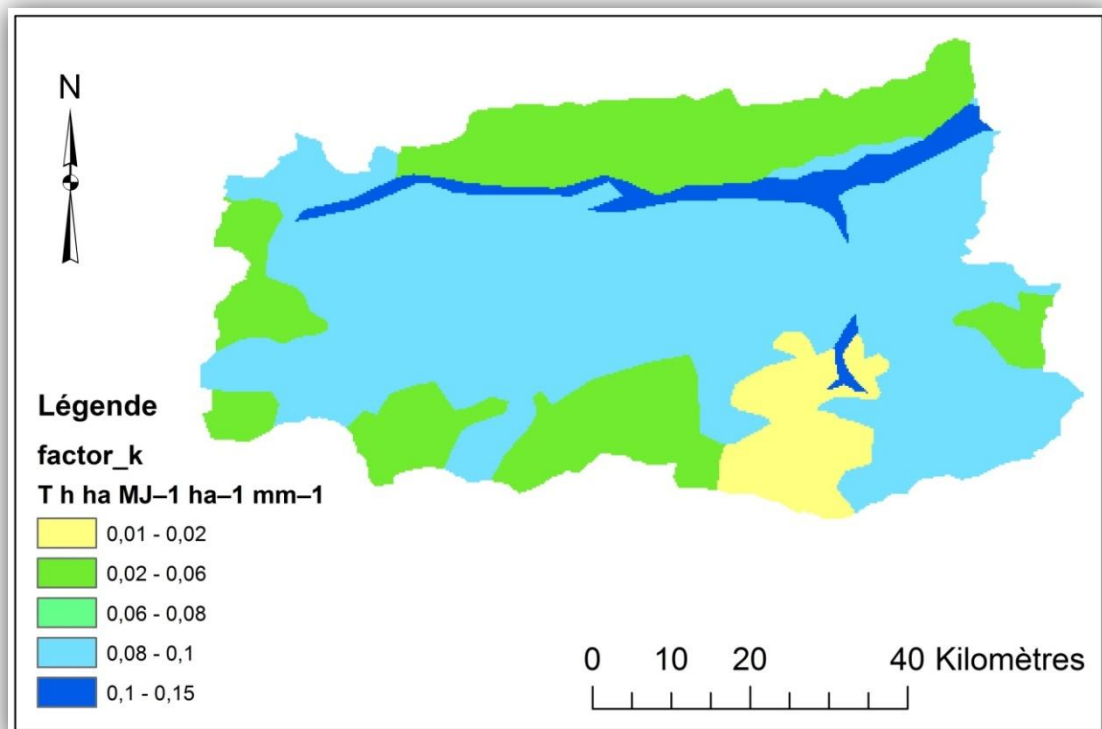 N
Légende
factor_k
T h ha MJ–1 ha–1 mm–1
0,01 - 0,02
0,02 - 0,06
0,06 - 0,08
0,08 - 0,1
0,1 - 0,15
0 10 20 40 Kilomètres